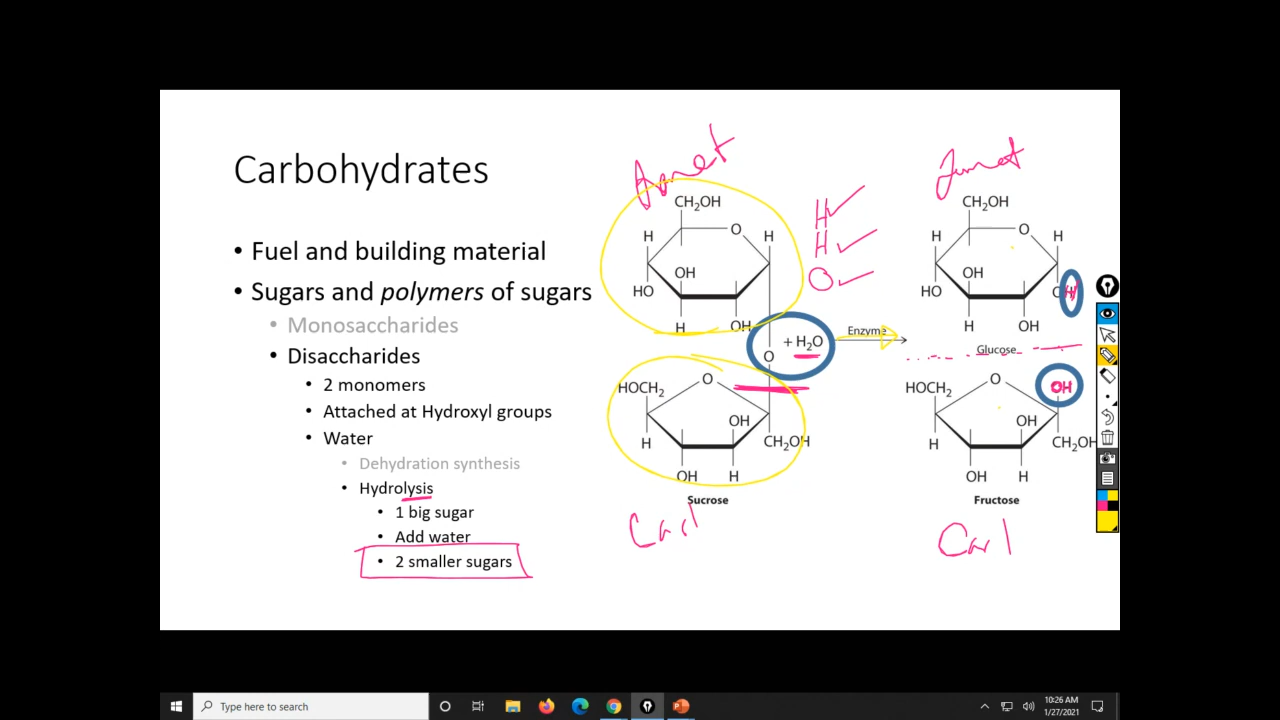 Carbohydrates
• Fuel and building material
• Sugars and polymers of sugars
• Monosaccharides
• Disaccharides
• 2 monomers
• Attached at Hydroxyl groups
• Water
• Dehydration synthesis
• Hydrolysis
• 1 big sugar
• Add water
• 2 smaller sugars
CH₂OH
H
O
H
OH
HO
H
OH
O
+ H₂O
HOCH₂
O
OH
H
CH₂OH
OH
H
Sucrose
Carl
H
H
O
Enzyme
CH₂OH
H
O
H
OH
HO
OH
H
OH
Glucose
HOCH₂
O
OH
OH
H
CH₂OH
OH
H
Fructose
Carl
Type here to search
10:26 AM
1/27/2021